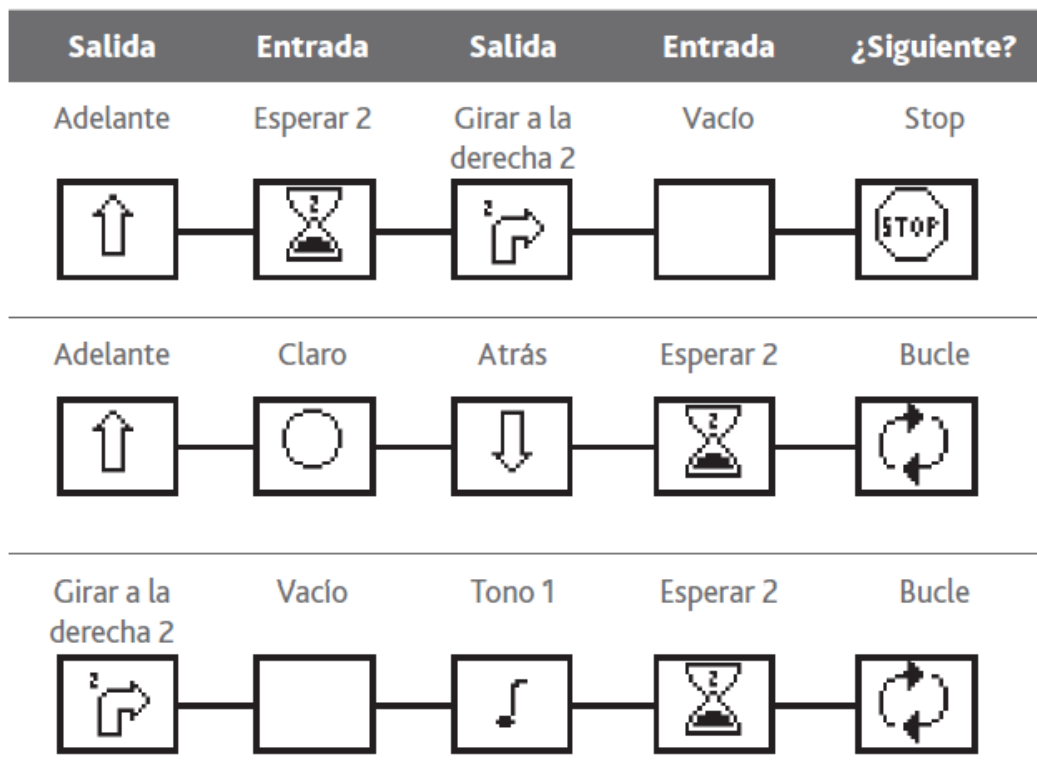 Salida Entrada Salida Entrada ¿Siguiente?
Adelante Esperar 2 Girar a la Vacío Stop
derecha 2
2 2 STOP
Adelante Claro Atrás Esperar 2 Bucle
2
Girar a la Vacío Tono 1 Esperar 2 Bucle
derecha 2
2 2